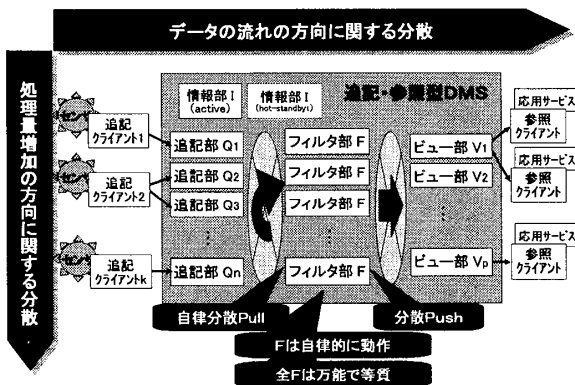 データの流れの方向に関する分散
処理量増加の方向に関する分散
情報部 I
(active)
情報部 I
(hot-standby1)
追記・参照型DMS
センサ
追記
クライアント1
センサ
追記
クライアント2
センサ
追記
クライアントk
追記部 Q1
追記部 Q2
追記部 Q3
⋮
追記部 Qn
フィルタ部 F
フィルタ部 F
フィルタ部 F
⋮
フィルタ部 F
ビュー部 V1
ビュー部 V2
⋮
ビュー部 Vp
応用サービス
参照
クライアント
応用サービス
参照
クライアント
応用サービス
参照
クライアント
自律分散Pull
分散Push
Fは自律的に動作
全Fは万能で等質